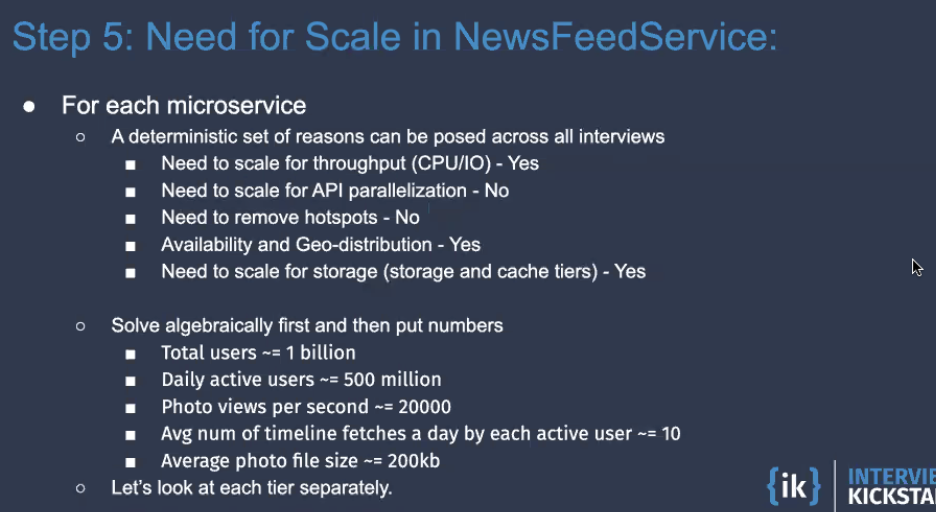 Step 5: Need for Scale in NewsFeedService:
● For each microservice
○ A deterministic set of reasons can be posed across all interviews
■ Need to scale for throughput (CPU/IO) - Yes
■ Need to scale for API parallelization - No
■ Need to remove hotspots - No
■ Availability and Geo-distribution - Yes
■ Need to scale for storage (storage and cache tiers) - Yes
○ Solve algebraically first and then put numbers
■ Total users ~= 1 billion
■ Daily active users ~= 500 million
■ Photo views per second ~= 20000
■ Avg num of timeline fetches a day by each active user ~= 10
■ Average photo file size ~= 200kb
○ Let's look at each tier separately.
{ik} INTERVIE
KICKSTA